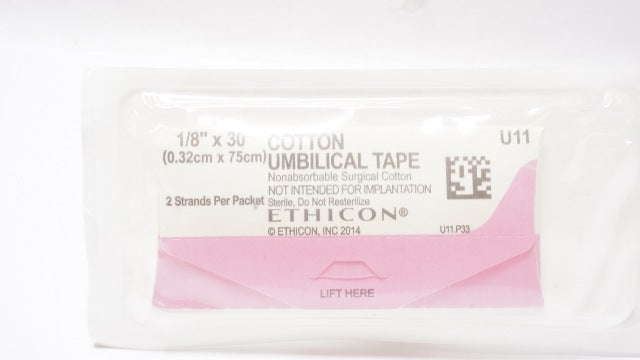 1/8" x 30"
(0.32cm x 75cm)
2 Strands Per Packet
COTTON
UMBILICAL TAPE
Nonabsorbable Surgical Cotton
NOT INTENDED FOR IMPLANTATION
Sterile, Do Not Resterilize
ETHICON®
© ETHICON, INC 2014
U11
U11.P33
LIFT HERE